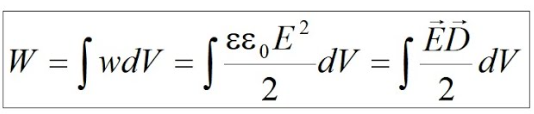 W = ∫ wdV = ∫ εε₀E²/2 dV = ∫ E⃗D⃗/2 dV